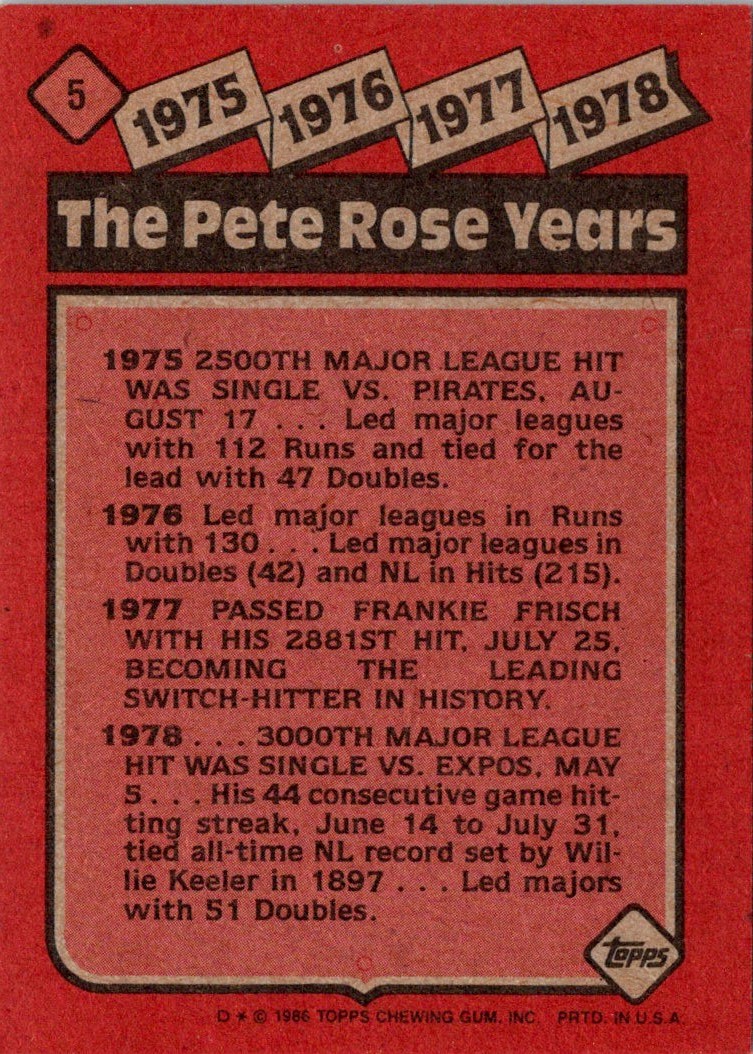 5
1975 1976 1977 1978
The Pete Rose Years
1975 2500TH MAJOR LEAGUE HIT
WAS SINGLE VS. PIRATES, AU-
GUST 17 . . . Led major leagues
with 112 Runs and tied for the
lead with 47 Doubles.
1976 Led major leagues in Runs
with 130 . . . Led major leagues in
Doubles (42) and NL in Hits (215).
1977 PASSED FRANKIE FRISCH
WITH HIS 2881ST HIT, JULY 25,
BECOMING THE LEADING
SWITCH-HITTER IN HISTORY.
1978 . . . 3000TH MAJOR LEAGUE
HIT WAS SINGLE VS. EXPOS, MAY
5 . . . His 44 consecutive game hit-
ting streak, June 14 to July 31,
tied all-time NL record set by Wil-
lie Keeler in 1897 . . . Led majors
with 51 Doubles.
topps
D * © 1986 TOPPS CHEWING GUM, INC. PRTD. IN U.S.A.